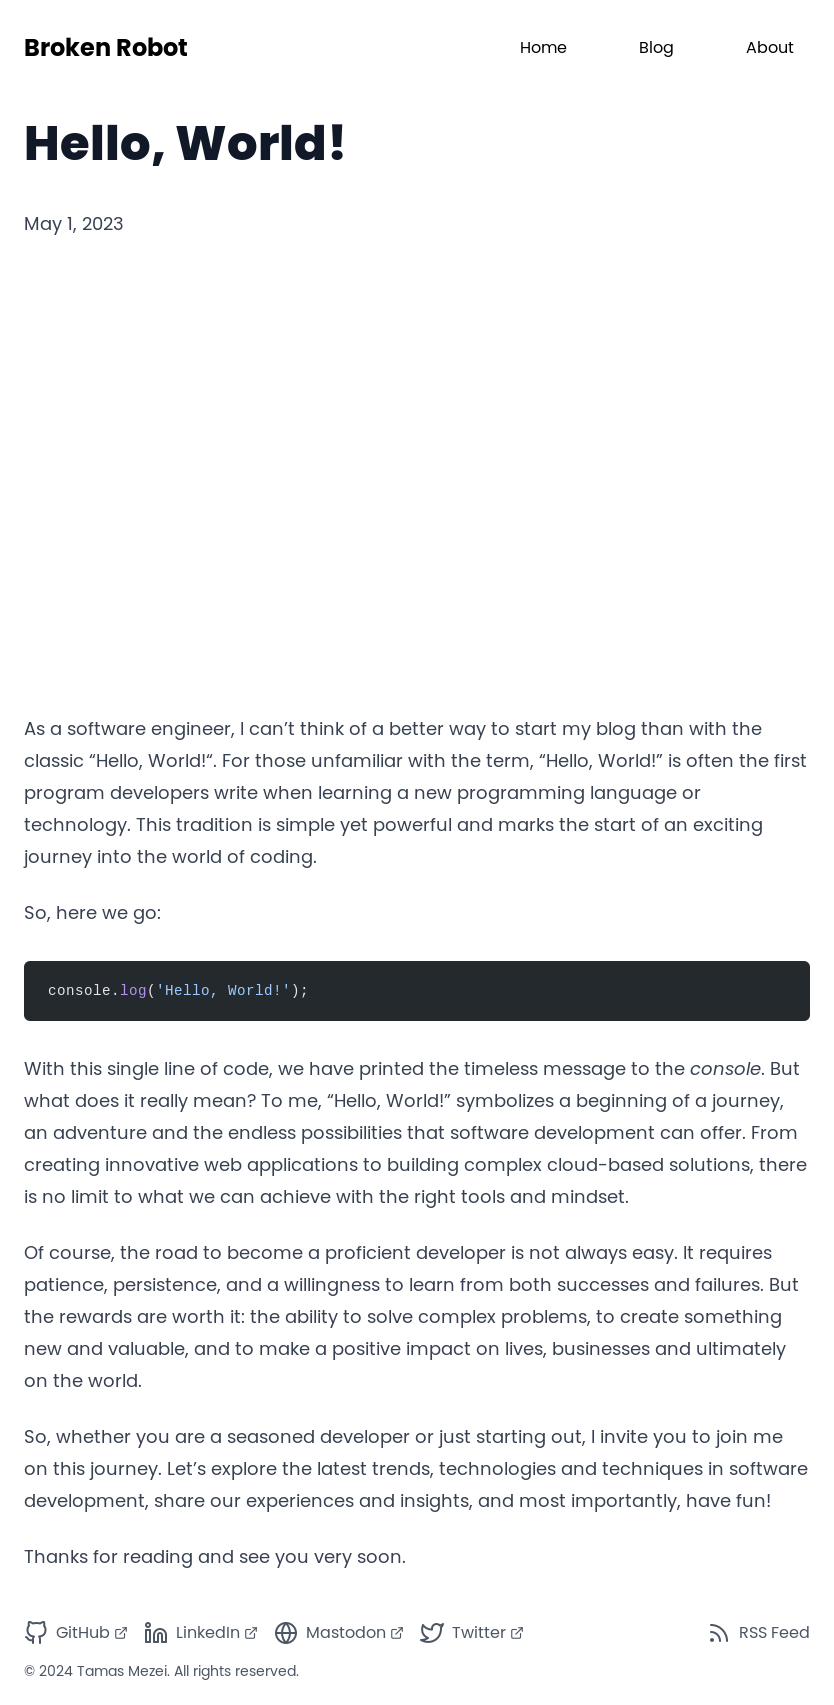 Broken Robot
Home
Blog
About
Hello, World!
May 1, 2023
As a software engineer, I can’t think of a better way to start my blog than with the
classic “Hello, World!“. For those unfamiliar with the term, “Hello, World!” is often the first
program developers write when learning a new programming language or
technology. This tradition is simple yet powerful and marks the start of an exciting
journey into the world of coding.
So, here we go:
console.log('Hello, World!');
With this single line of code, we have printed the timeless message to the console. But
what does it really mean? To me, “Hello, World!” symbolizes a beginning of a journey,
an adventure and the endless possibilities that software development can offer. From
creating innovative web applications to building complex cloud-based solutions, there
is no limit to what we can achieve with the right tools and mindset.
Of course, the road to become a proficient developer is not always easy. It requires
patience, persistence, and a willingness to learn from both successes and failures. But
the rewards are worth it: the ability to solve complex problems, to create something
new and valuable, and to make a positive impact on lives, businesses and ultimately
on the world.
So, whether you are a seasoned developer or just starting out, I invite you to join me
on this journey. Let’s explore the latest trends, technologies and techniques in software
development, share our experiences and insights, and most importantly, have fun!
Thanks for reading and see you very soon.
GitHub
LinkedIn
Mastodon
Twitter
RSS Feed
© 2024 Tamas Mezei. All rights reserved.